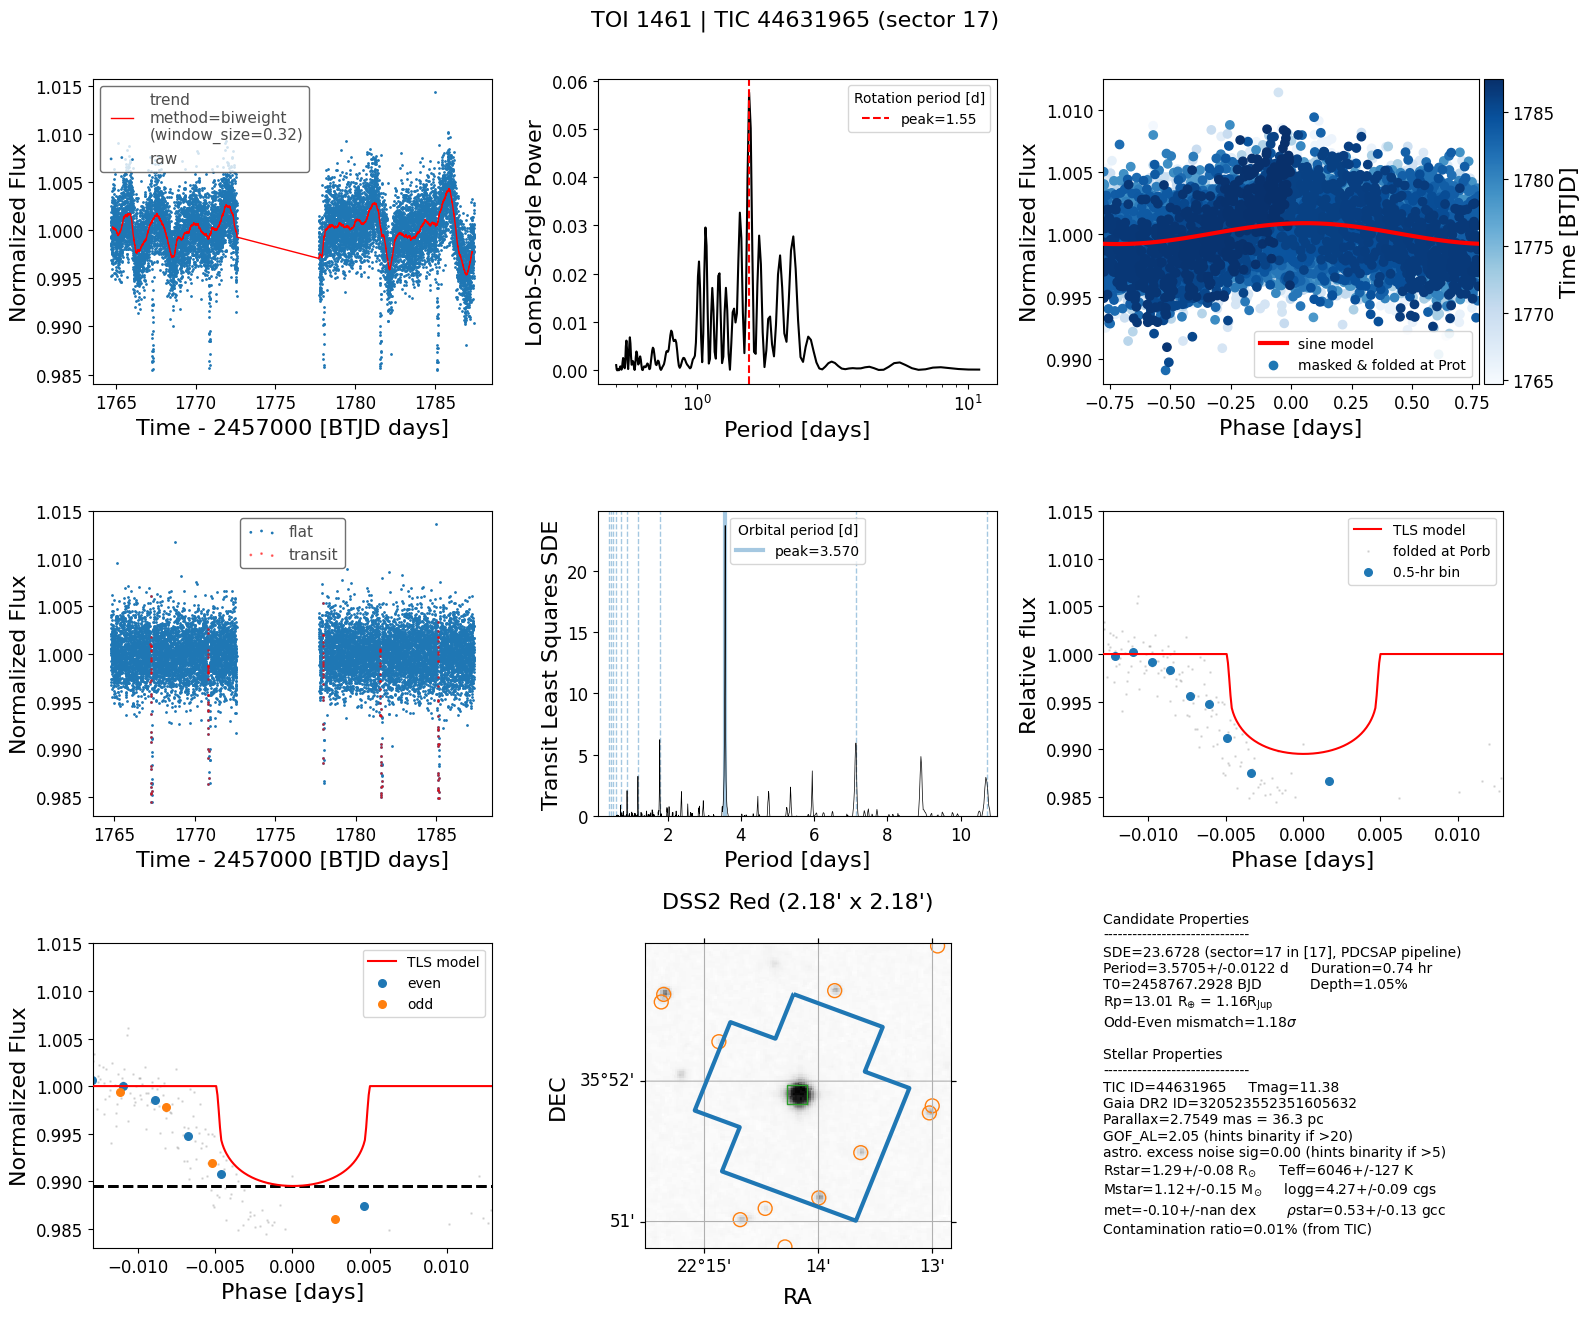 TOI 1461 | TIC 44631965 (sector 17)
Normalized Flux
1.015
1.010
1.005
1.000
0.995
0.990
0.985
trend
method=biweight
(window_size=0.32)
raw
1765
1770
1775
1780
1785
Time - 2457000 [BTJD days]
Lomb-Scargle Power
0.06
0.05
0.04
0.03
0.02
0.01
0.00
Rotation period [d]
peak=1.55
10⁰
10¹
Period [days]
Normalized Flux
1.010
1.005
1.000
0.995
0.990
sine model
masked & folded at Prot
−0.75
−0.50
−0.25
0.00
0.25
0.50
0.75
Phase [days]
1785
1780
1775
1770
1765
Time [BTJD]
Normalized Flux
1.015
1.010
1.005
1.000
0.995
0.990
0.985
flat
transit
1765
1770
1775
1780
1785
Time - 2457000 [BTJD days]
Transit Least Squares SDE
20
15
10
5
0
Orbital period [d]
peak=3.570
2
4
6
8
10
Period [days]
Relative flux
1.015
1.010
1.005
1.000
0.995
0.990
0.985
TLS model
folded at Porb
0.5-hr bin
−0.010
−0.005
0.000
0.005
0.010
Phase [days]
Normalized Flux
1.015
1.010
1.005
1.000
0.995
0.990
0.985
TLS model
even
odd
−0.010
−0.005
0.000
0.005
0.010
Phase [days]
DSS2 Red (2.18' x 2.18')
DEC
35°52'
51'
22°15'
14'
13'
RA
Candidate Properties
------------------------------
SDE=23.6728 (sector=17 in [17], PDCSAP pipeline)
Period=3.5705+/-0.0122 d     Duration=0.74 hr
T0=2458767.2928 BJD     Depth=1.05%
Rp=13.01 R⊕ = 1.16RJup
Odd-Even mismatch=1.18σ
Stellar Properties
------------------------------
TIC ID=44631965     Tmag=11.38
Gaia DR2 ID=320523552351605632
Parallax=2.7549 mas = 36.3 pc
GOF_AL=2.05 (hints binarity if >20)
astro. excess noise sig=0.00 (hints binarity if >5)
Rstar=1.29+/-0.08 R⊙     Teff=6046+/-127 K
Mstar=1.12+/-0.15 M⊙     logg=4.27+/-0.09 cgs
met=-0.10+/-nan dex     ρstar=0.53+/-0.13 gcc
Contamination ratio=0.01% (from TIC)